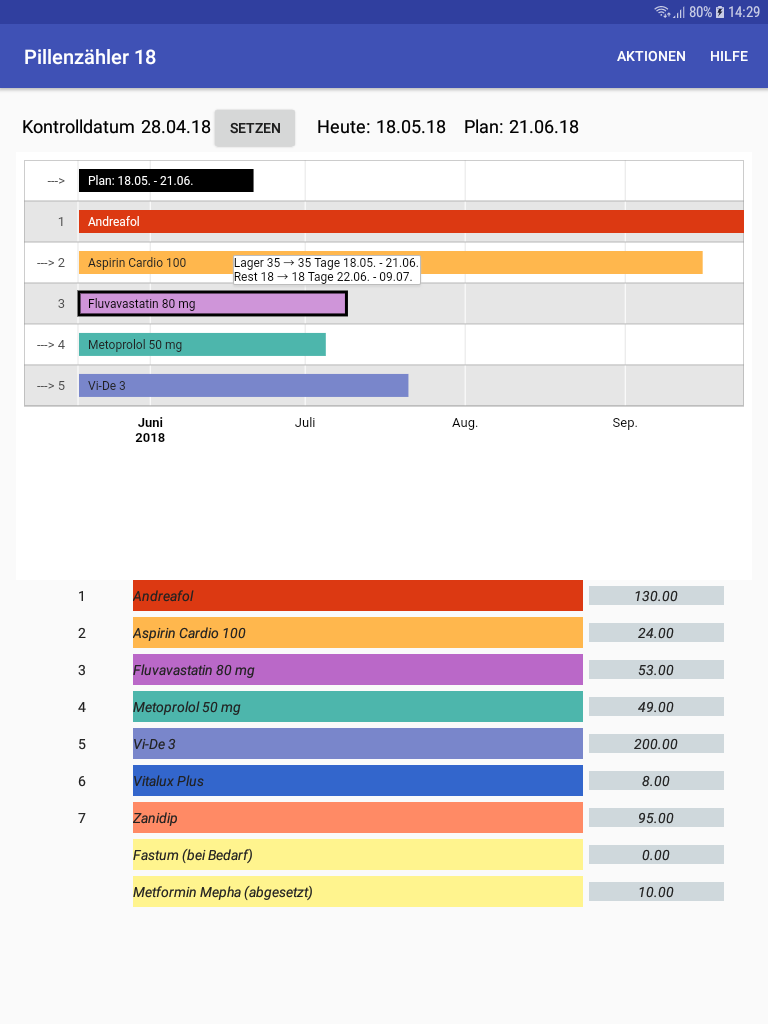 80% 14:29
Pillenzähler 18 AKTIONEN HILFE
Kontrolldatum 28.04.18 SETZEN Heute: 18.05.18 Plan: 21.06.18
---> Plan: 18.05. - 21.06.
1 Andreafol
---> 2 Aspirin Cardio 100
Lager 35 → 35 Tage 18.05. - 21.06.
Rest 18 → 18 Tage 22.06. - 09.07.
3 Fluvavastatin 80 mg
---> 4 Metoprolol 50 mg
---> 5 Vi-De 3
Juni Juli Aug. Sep.
2018
1 Andreafol 130.00
2 Aspirin Cardio 100 24.00
3 Fluvavastatin 80 mg 53.00
4 Metoprolol 50 mg 49.00
5 Vi-De 3 200.00
6 Vitalux Plus 8.00
7 Zanidip 95.00
Fastum (bei Bedarf) 0.00
Metformin Mepha (abgesetzt) 10.00